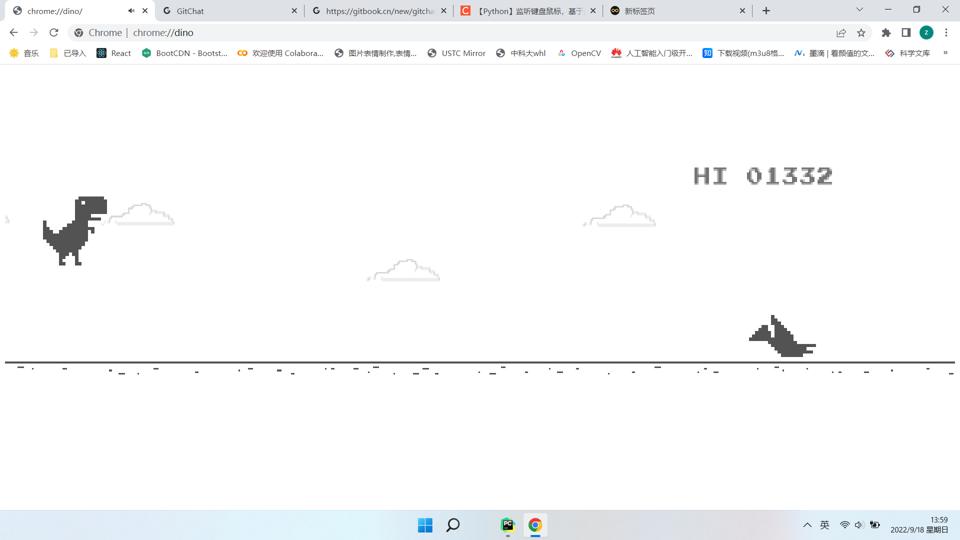 chrome://dino/
GitChat
https://gitbook.cn/new/gitcha
【Python】监听键盘鼠标，基于
新标签页
Chrome | chrome://dino
z
音乐
已导入
React
BootCDN - Bootst...
欢迎使用 Colabora...
图片表情制作,表情...
USTC Mirror
中科大whl
OpenCV
人工智能入门极开...
下载视频(m3u8格...
墨滴 | 看颜值的文...
科学文库
HI 01332
英
13:59
2022/9/18 星期日